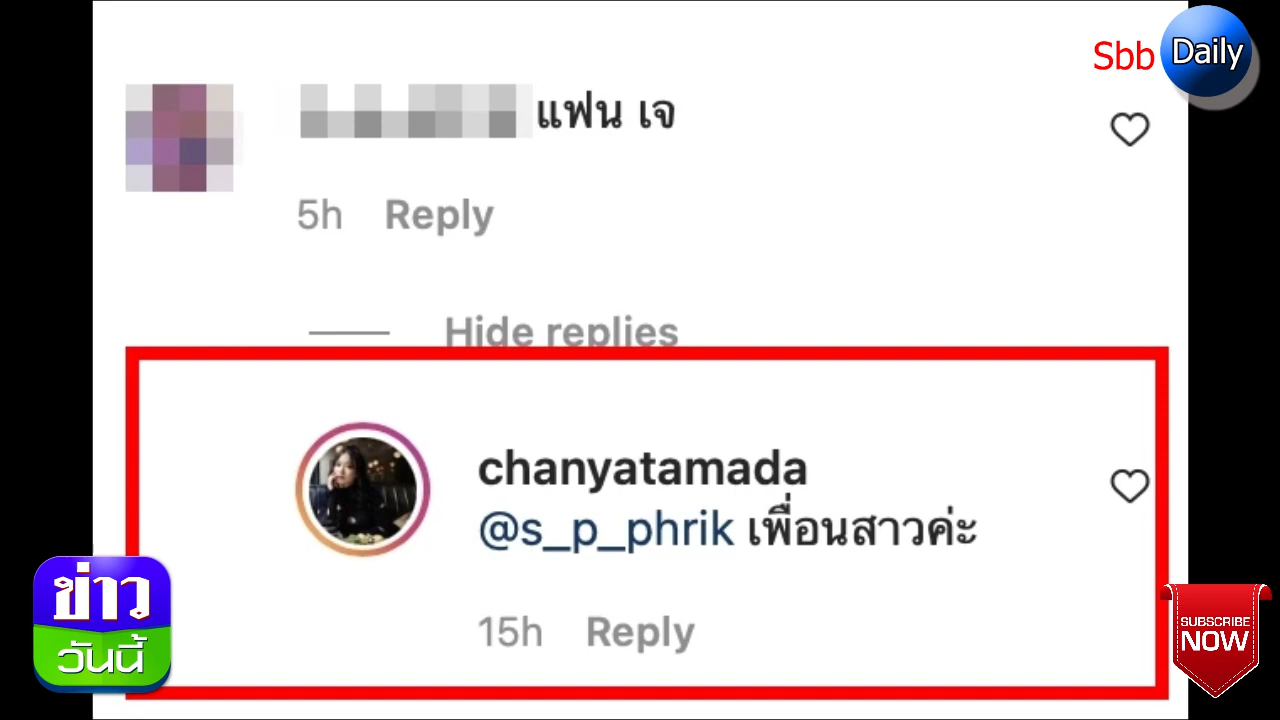 Sbb Daily
แฟน เจ
5h Reply
Hide replies
chanyatamada
@s_p_phrik เพื่อนสาวค่ะ
15h Reply
ข่าว
วันนี้
SUBSCRIBE
NOW